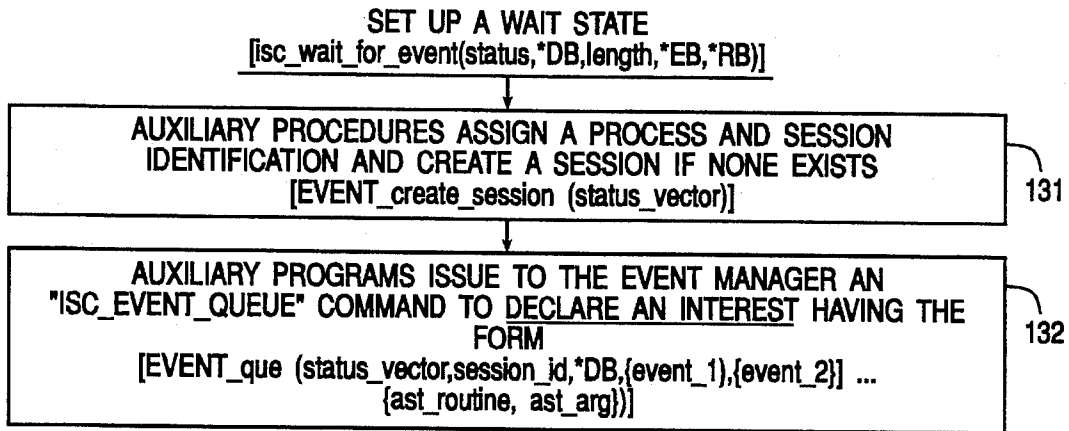 SET UP A WAIT STATE
[isc_wait_for_event(status,*DB,length,*EB,*RB)]
AUXILIARY PROCEDURES ASSIGN A PROCESS AND SESSION
IDENTIFICATION AND CREATE A SESSION IF NONE EXISTS
[EVENT_create_session (status_vector)]
131
AUXILIARY PROGRAMS ISSUE TO THE EVENT MANAGER AN
"ISC_EVENT_QUEUE" COMMAND TO DECLARE AN INTEREST HAVING THE
FORM
[EVENT_que (status_vector,session_id,*DB,{event_1),{event_2}] ...
{ast_routine, ast_arg})]
132